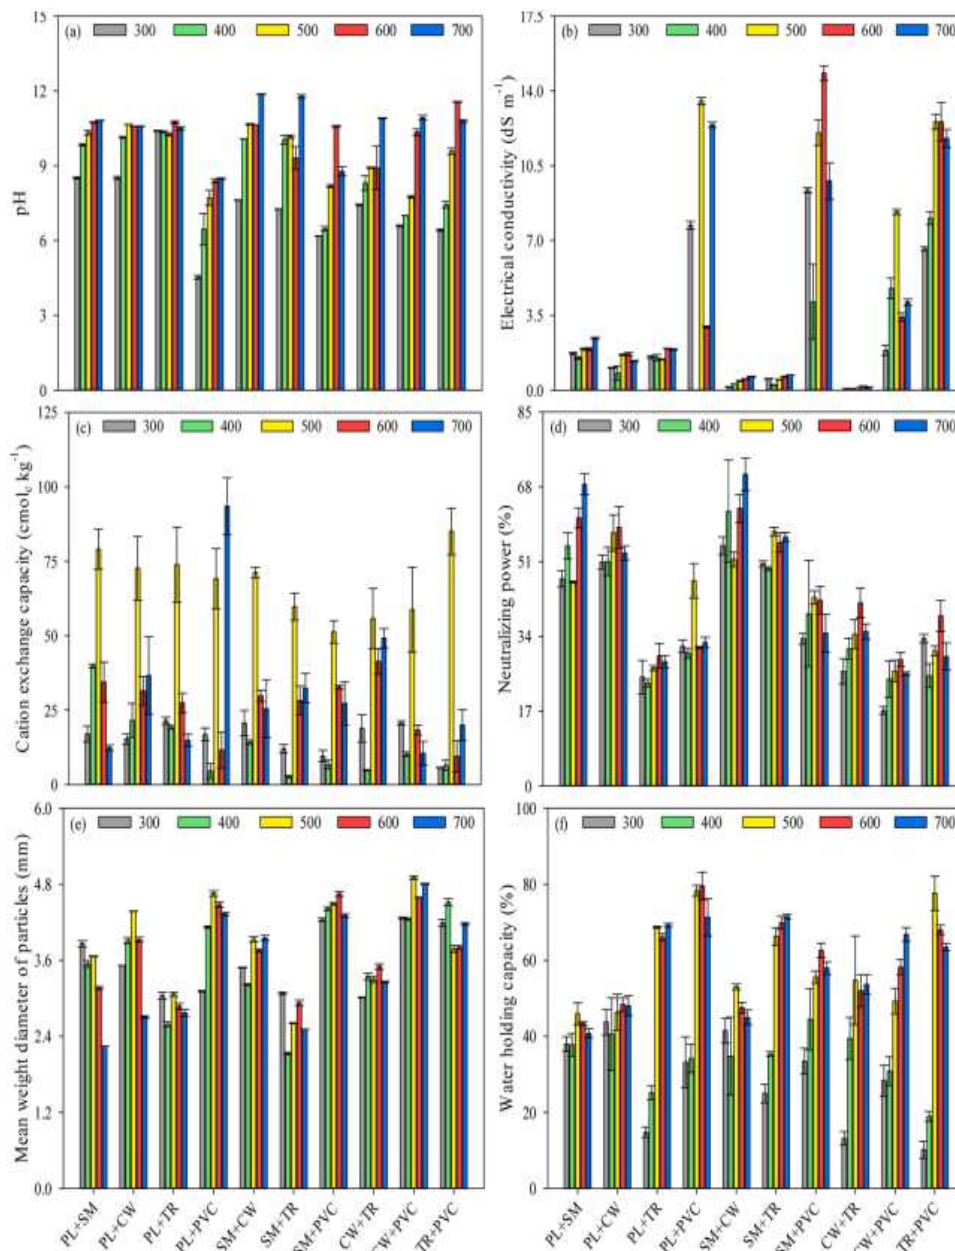 (a) 300 400 500 600 700
15
12
9
6
3
0
pH
(b) 300 400 500 600 700
17.5
14.0
10.5
7.0
3.5
0.0
Electrical conductivity (dS m⁻¹)
(c) 300 400 500 600 700
125
100
75
50
25
0
Cation exchange capacity (cmol_c kg⁻¹)
(d) 300 400 500 600 700
85
68
51
34
17
0
Neutralizing power (%)
(e) 300 400 500 600 700
6.0
4.8
3.6
2.4
1.2
0.0
Mean weight diameter of particles (mm)
PL+SM
PL+CW
PL+TR
PL+PVC
SM+CW
SM+TR
SM+PVC
CW+TR
CW+PVC
TR+PVC
(f) 300 400 500 600 700
100
80
60
40
20
0
Water holding capacity (%)
PL+SM
PL+CW
PL+TR
PL+PVC
SM+CW
SM+TR
SM+PVC
CW+TR
CW+PVC
TR+PVC